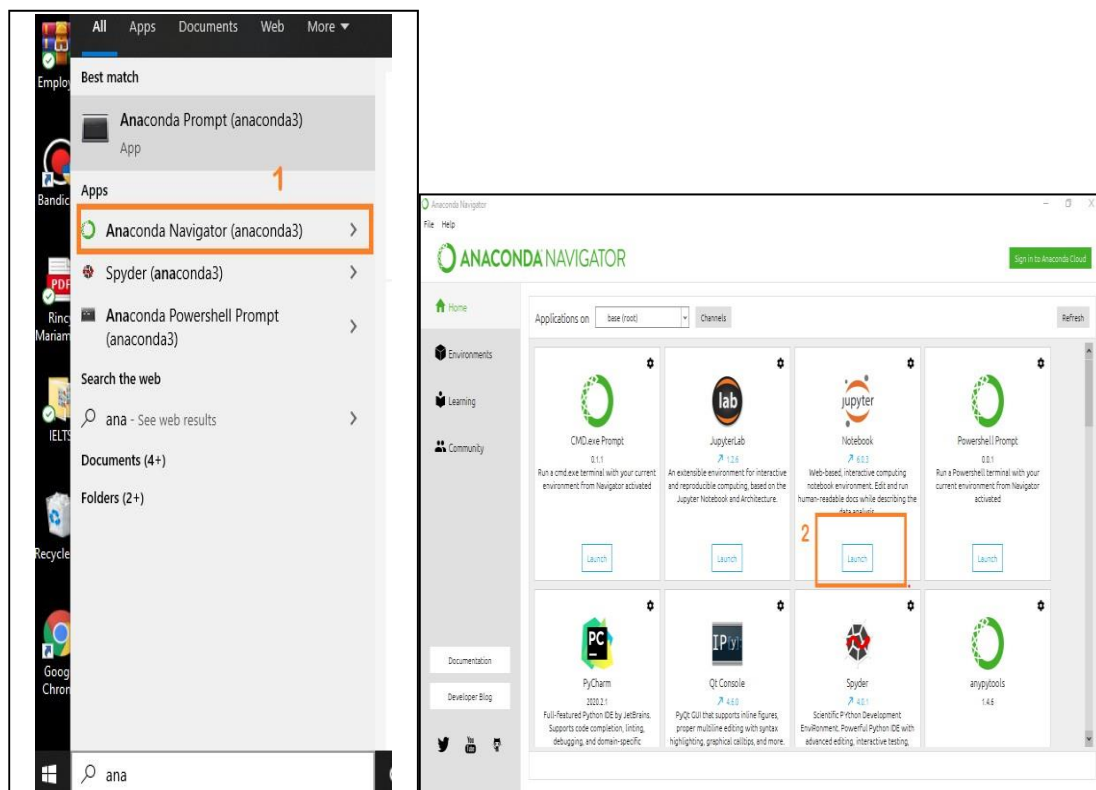 All Apps Documents Web More
Employ
Best match
Anaconda Prompt (anaconda3)
App
1
Bandic
Apps
Anaconda Navigator (anaconda3)
Spyder (anaconda3)
PDF
Rincy
Mariam
Anaconda Powershell Prompt
(anaconda3)
Search the web
ana - See web results
IELTS
Documents (4+)
Folders (2+)
Recycle
Goog
Chron
ana
Anaconda Navigator
File Help
ANACONDA NAVIGATOR
Sign in to Anaconda Cloud
Home
Environments
Learning
Community
Documentation
Developer Blog
You
Tube
Applications on base (root) Channels Refresh
CMD.exe Prompt
0.1.1
Run a cmd.exe terminal with your current
environment from Navigator activated
Launch
lab
JupyterLab
1.2.6
An extensible environment for interactive
and reproducible computing, based on the
Jupyter Notebook and Architecture.
Launch
jupyter
Notebook
6.0.3
Web-based, interactive computing
notebook environment. Edit and run
human-readable docs while describing the
data analysis.
2
Launch
Powershell Prompt
0.0.1
Run a Powershell terminal with your
current environment from Navigator
activated
Launch
PC
PyCharm
2020.2.1
Full-featured Python IDE by JetBrains.
Supports code completion, linting,
debugging, and domain-specific
IP[y]:
Qt Console
4.6.0
PyQt GUI that supports inline figures,
proper multiline editing with syntax
highlighting, graphical calltips, and more.
Spyder
4.0.1
Scientific PYthon Development
EnviRonment. Powerful Python IDE with
advanced editing, interactive testing,
anypytools
1.4.6